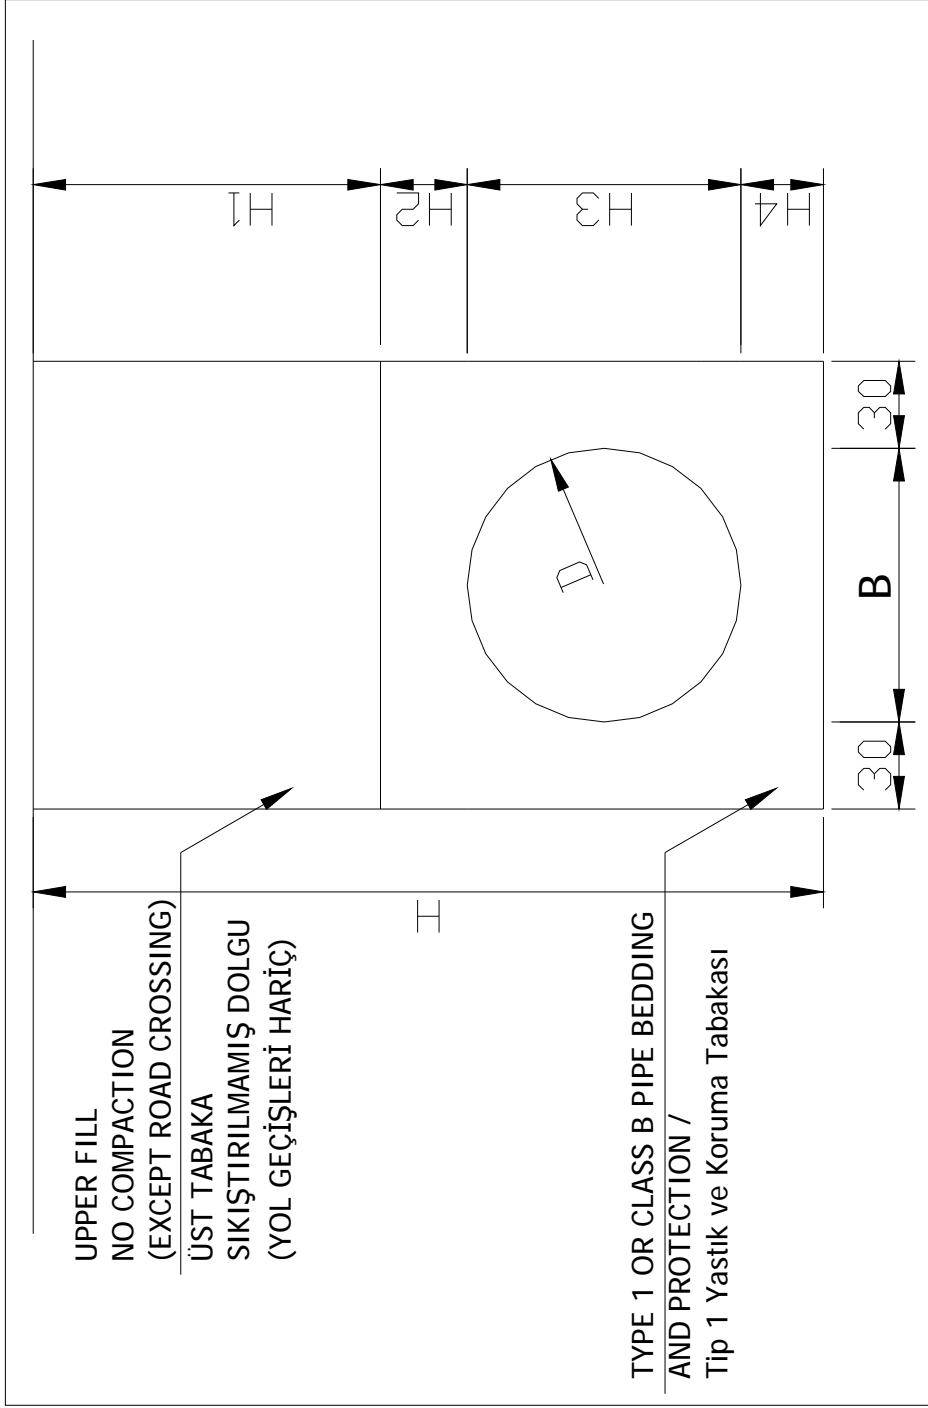 UPPER FILL
NO COMPACTION
(EXCEPT ROAD CROSSING)
ÜST TABAKA
SIKIŞTIRILMAMIŞ DOLGU
(YOL GEÇİŞLERİ HARİÇ)
TYPE 1 OR CLASS B PIPE BEDDING
AND PROTECTION /
Tip 1 Yastık ve Koruma Tabakası
H
H1
H2
H3
H4
D
30
B
30